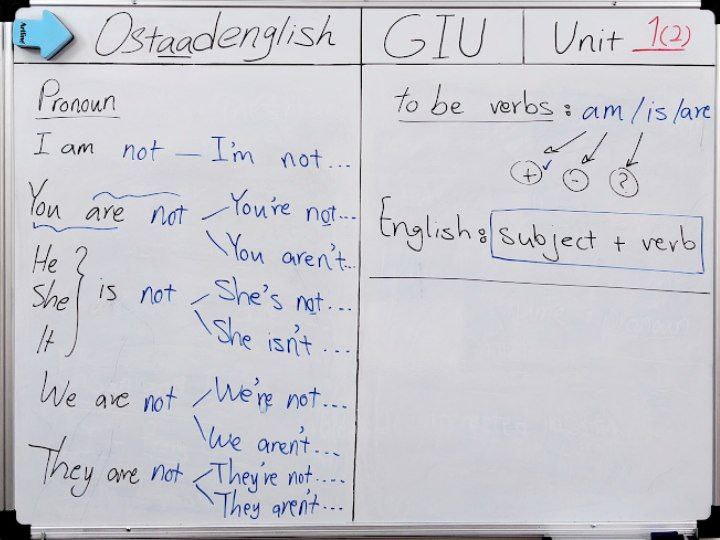 Artline
Ostaadenglish
GIU
Unit 1(2)
Pronoun
I am not – I'm not...
You are not You're not...
You aren't...
He
She is not She's not...
It She isn't ...
We are not We're not...
We aren't...
They are not They're not....
They aren't...
to be verbs : am / is / are
+ ✓ - ?
English: subject + verb